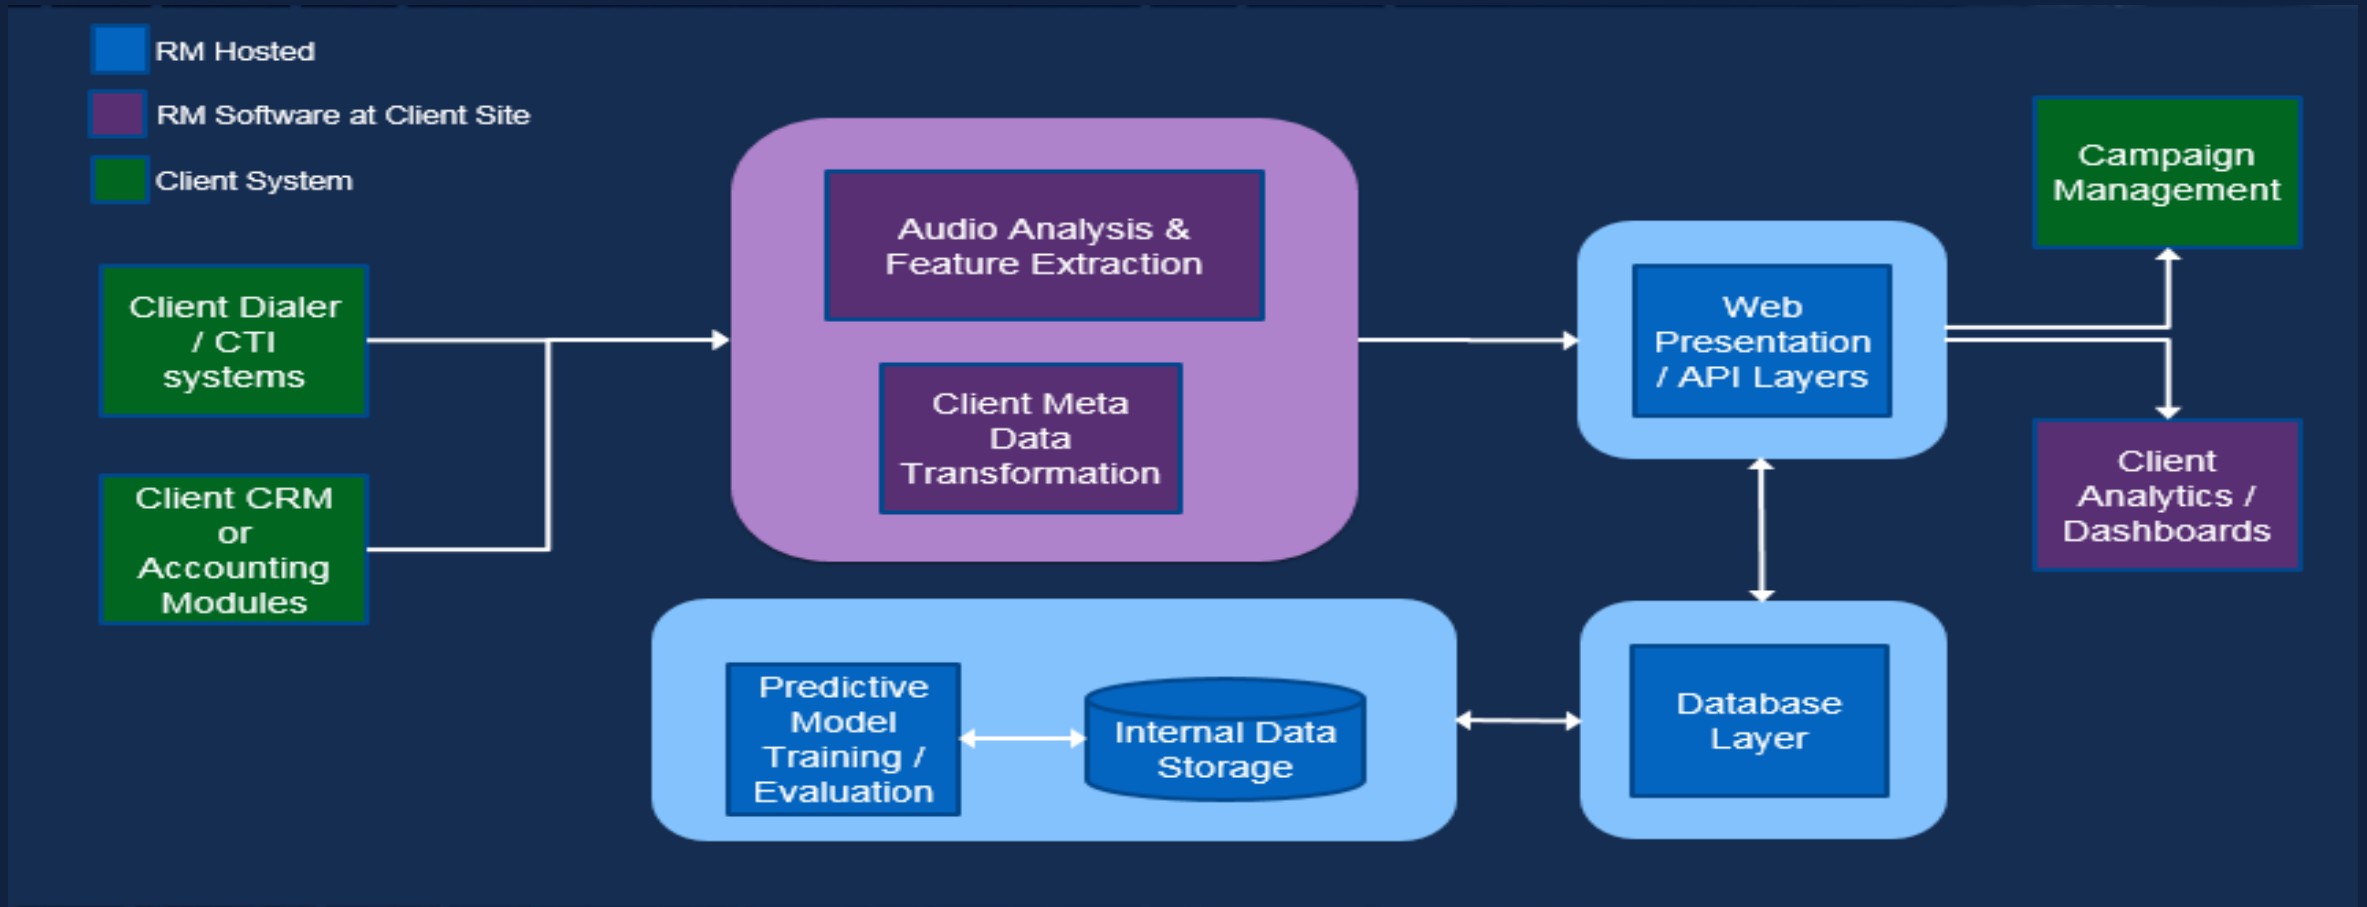 RM Hosted
RM Software at Client Site
Client System
Client Dialer
/ CTI
systems
Client CRM
or
Accounting
Modules
Audio Analysis &
Feature Extraction
Client Meta
Data
Transformation
Web
Presentation
/ API Layers
Campaign
Management
Client
Analytics /
Dashboards
Predictive
Model
Training /
Evaluation
Internal Data
Storage
Database
Layer